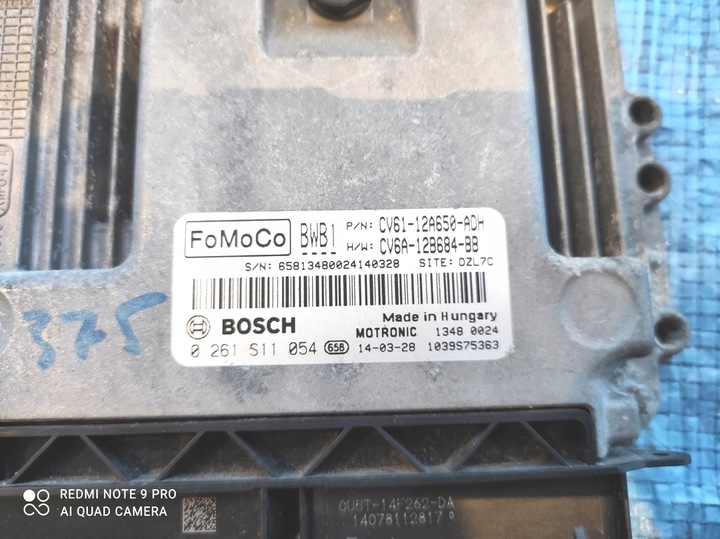 FoMoCo BWB1 P/N: CV61-12A650-ADH
H/W: CV6A-12B684-BB
S/N: 65813480024140328 SITE: DZL7C
BOSCH Made in Hungary
MOTRONIC 1348 0024
0 261 S11 054 658 14-03-28 1039S75363
375
0U5T-14F262-DA
14078112817
REDMI NOTE 9 PRO
AI QUAD CAMERA